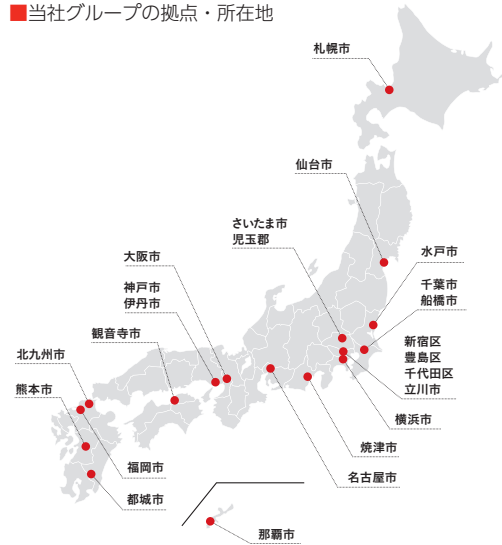 ■当社グループの拠点・所在地
札幌市
仙台市
さいたま市
児玉郡
水戸市
大阪市
千葉市
船橋市
神戸市
伊丹市
観音寺市
新宿区
豊島区
千代田区
立川市
北九州市
熊本市
横浜市
焼津市
福岡市
名古屋市
都城市
那覇市